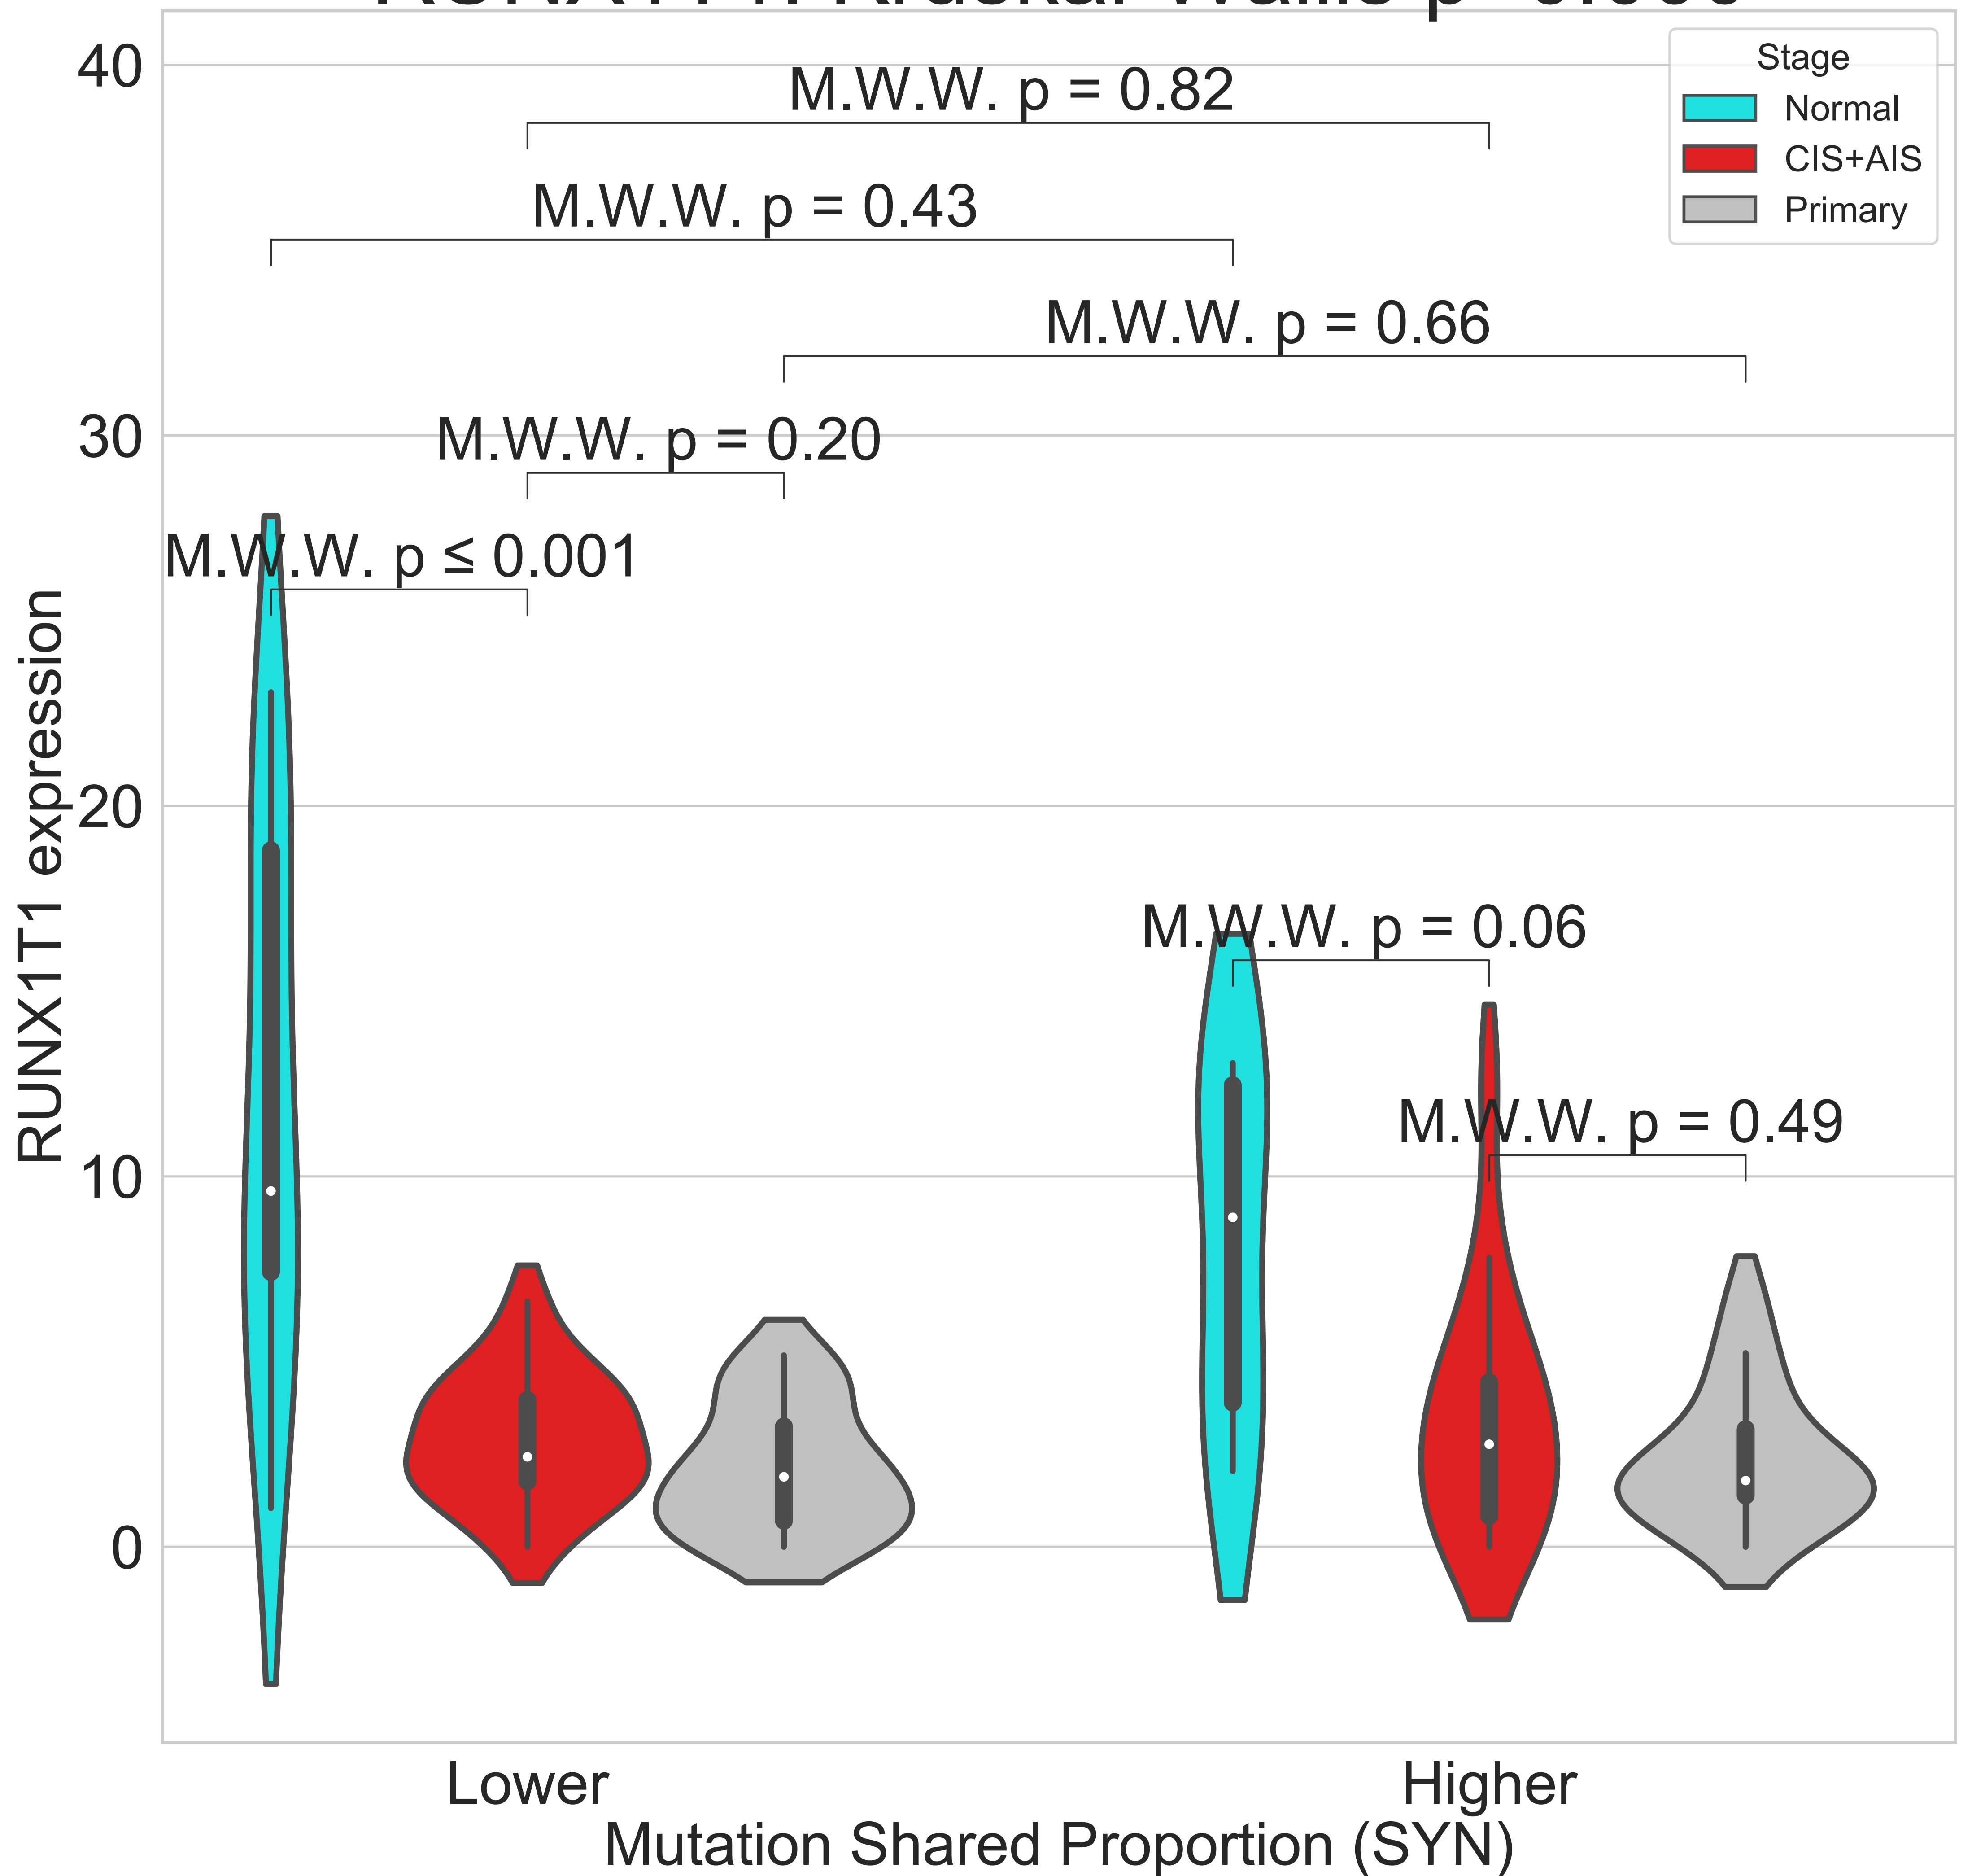 40
M.W.W. p = 0.82
M.W.W. p = 0.43
M.W.W. p = 0.66
30
M.W.W. p = 0.20
M.W.W. p ≤ 0.001
20
M.W.W. p = 0.06
M.W.W. p = 0.49
10
0
RUNX1T1 expression
Stage
Normal
CIS+AIS
Primary
Lower
Higher
Mutation Shared Proportion (SYN)